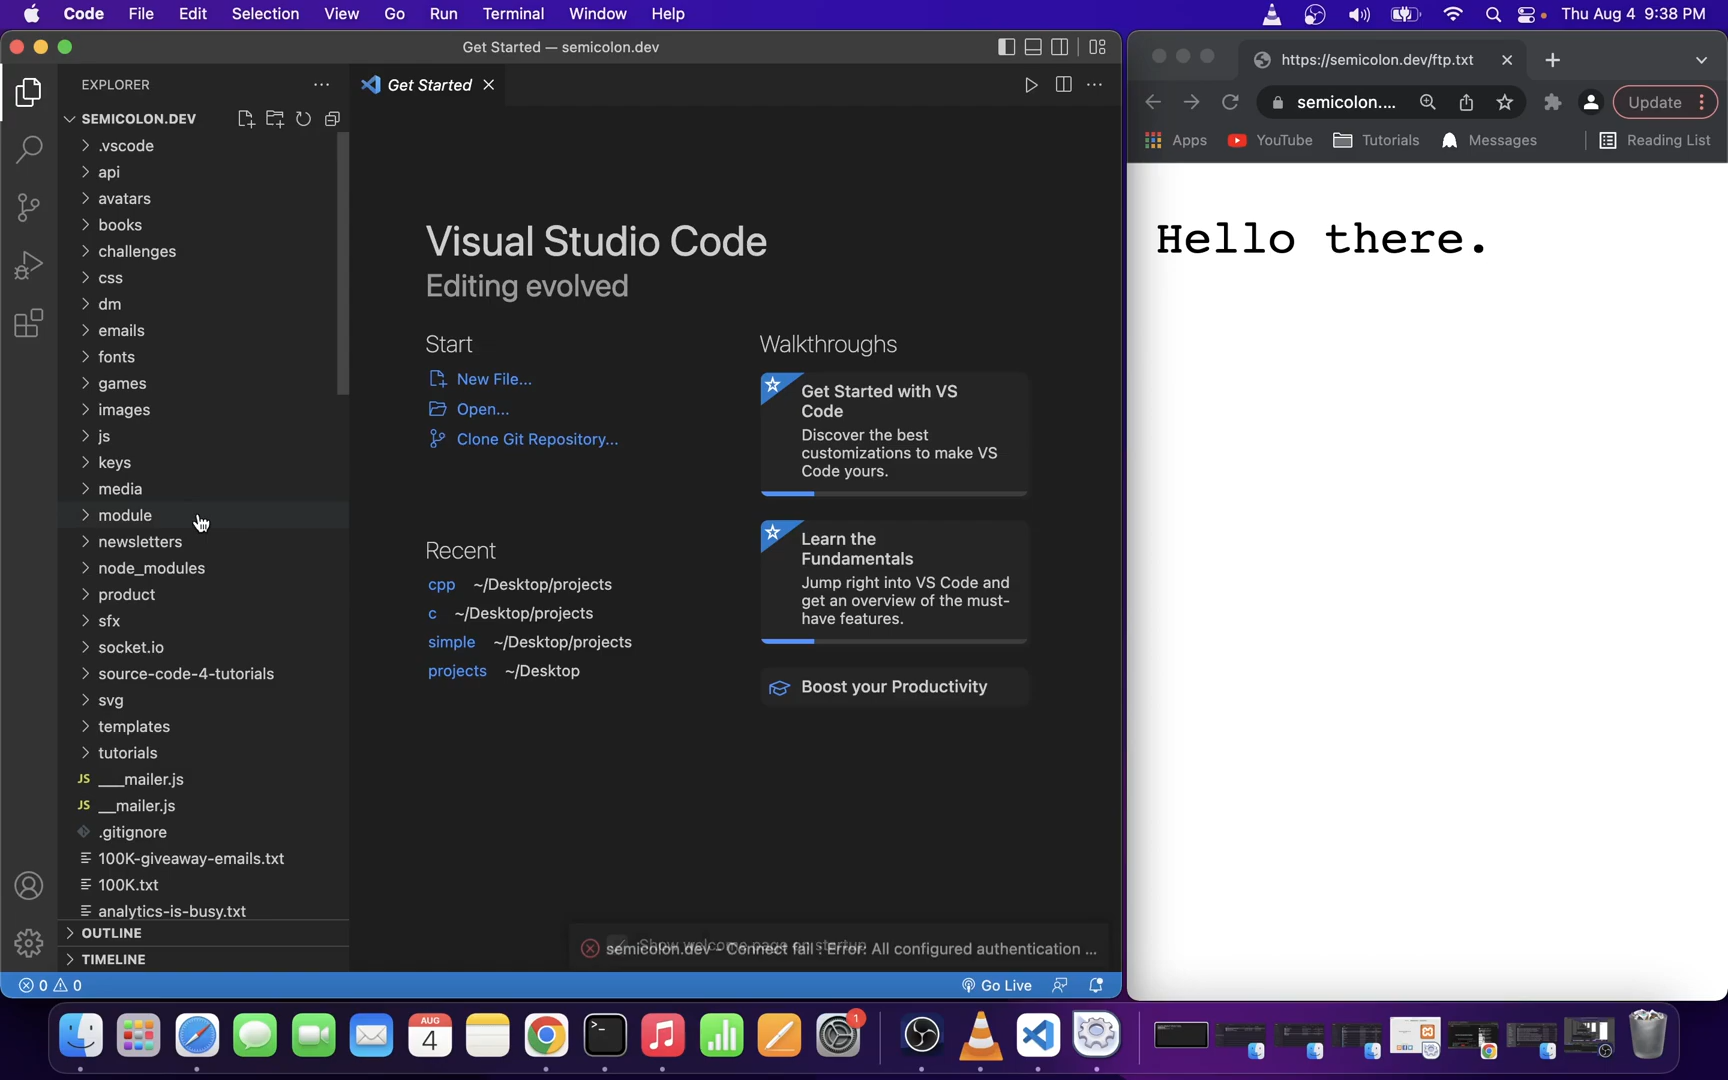 Code File Edit Selection View Go Run Terminal Window Help
Thu Aug 4 9:38 PM
Get Started — semicolon.dev
EXPLORER
Get Started
SEMICOLON.DEV
.vscode
api
avatars
books
challenges
css
dm
emails
fonts
games
images
js
keys
media
module
newsletters
node_modules
product
sfx
socket.io
source-code-4-tutorials
svg
templates
tutorials
JS ___mailer.js
JS __mailer.js
.gitignore
100K-giveaway-emails.txt
100K.txt
analytics-is-busy.txt
OUTLINE
TIMELINE
Visual Studio Code
Editing evolved
Start
New File...
Open...
Clone Git Repository...
Recent
cpp ~/Desktop/projects
c ~/Desktop/projects
simple ~/Desktop/projects
projects ~/Desktop
Walkthroughs
Get Started with VS
Code
Discover the best
customizations to make VS
Code yours.
Learn the
Fundamentals
Jump right into VS Code and
get an overview of the must-
have features.
Boost your Productivity
Show welcome page on startup
semicolon.dev - Connect fail : Error: All configured authentication ...
0 0
Go Live
https://semicolon.dev/ftp.txt
semicolon....
Update
Apps YouTube Tutorials Messages Reading List
Hello there.
AUG
4
1